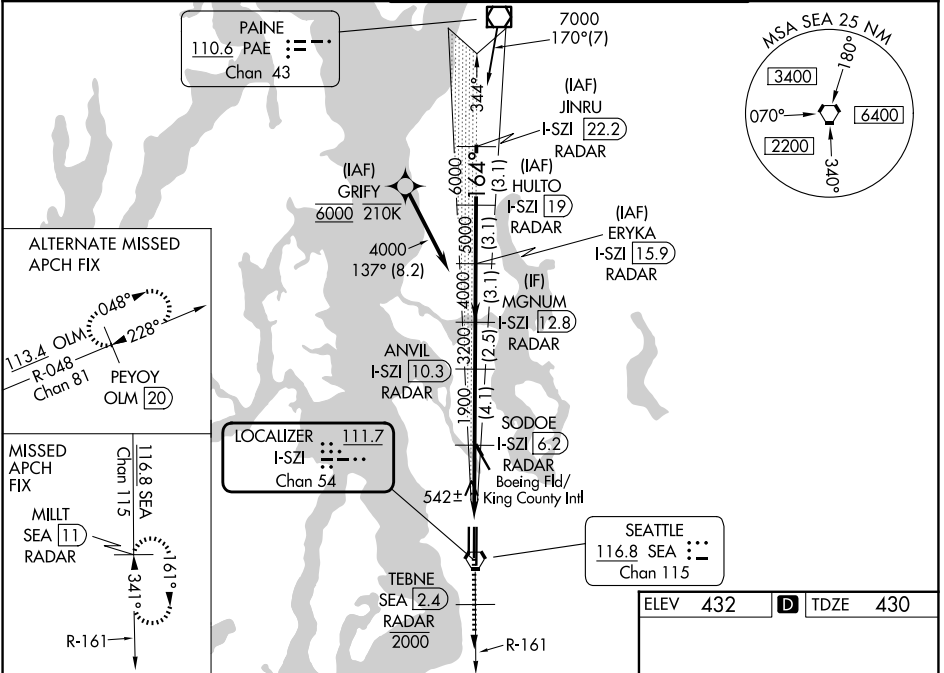 PAINE
110.6 PAE
Chan 43
7000
170°(7)
344°
MSA SEA 25 NM
180°
3400
070°
6400
2200
340°
(IAF)
JINRU
I-SZI 22.2
RADAR
6000
164°
(3.1)
(IAF)
HULTO
I-SZI 19
RADAR
(IAF)
GRIFY
6000 210K
4000
137° (8.2)
5000
(3.1)
(IAF)
ERYKA
I-SZI 15.9
RADAR
4000
(3.1)
(IF)
MGNUM
I-SZI 12.8
RADAR
3200
(2.5)
ANVIL
I-SZI 10.3
RADAR
1900
(4.1)
SODOE
I-SZI 6.2
RADAR
Boeing Fld/
King County Intl
542±
ALTERNATE MISSED
APCH FIX
048°
228°
113.4 OLM
R-048
Chan 81
PEYOY
OLM 20
LOCALIZER 111.7
I-SZI
Chan 54
MISSED
APCH
FIX
116.8 SEA
Chan 115
MILLT
SEA 11
RADAR
161°
341°
R-161
SEATTLE
116.8 SEA
Chan 115
TEBNE
SEA 2.4
RADAR
2000
R-161
ELEV 432 D TDZE 430